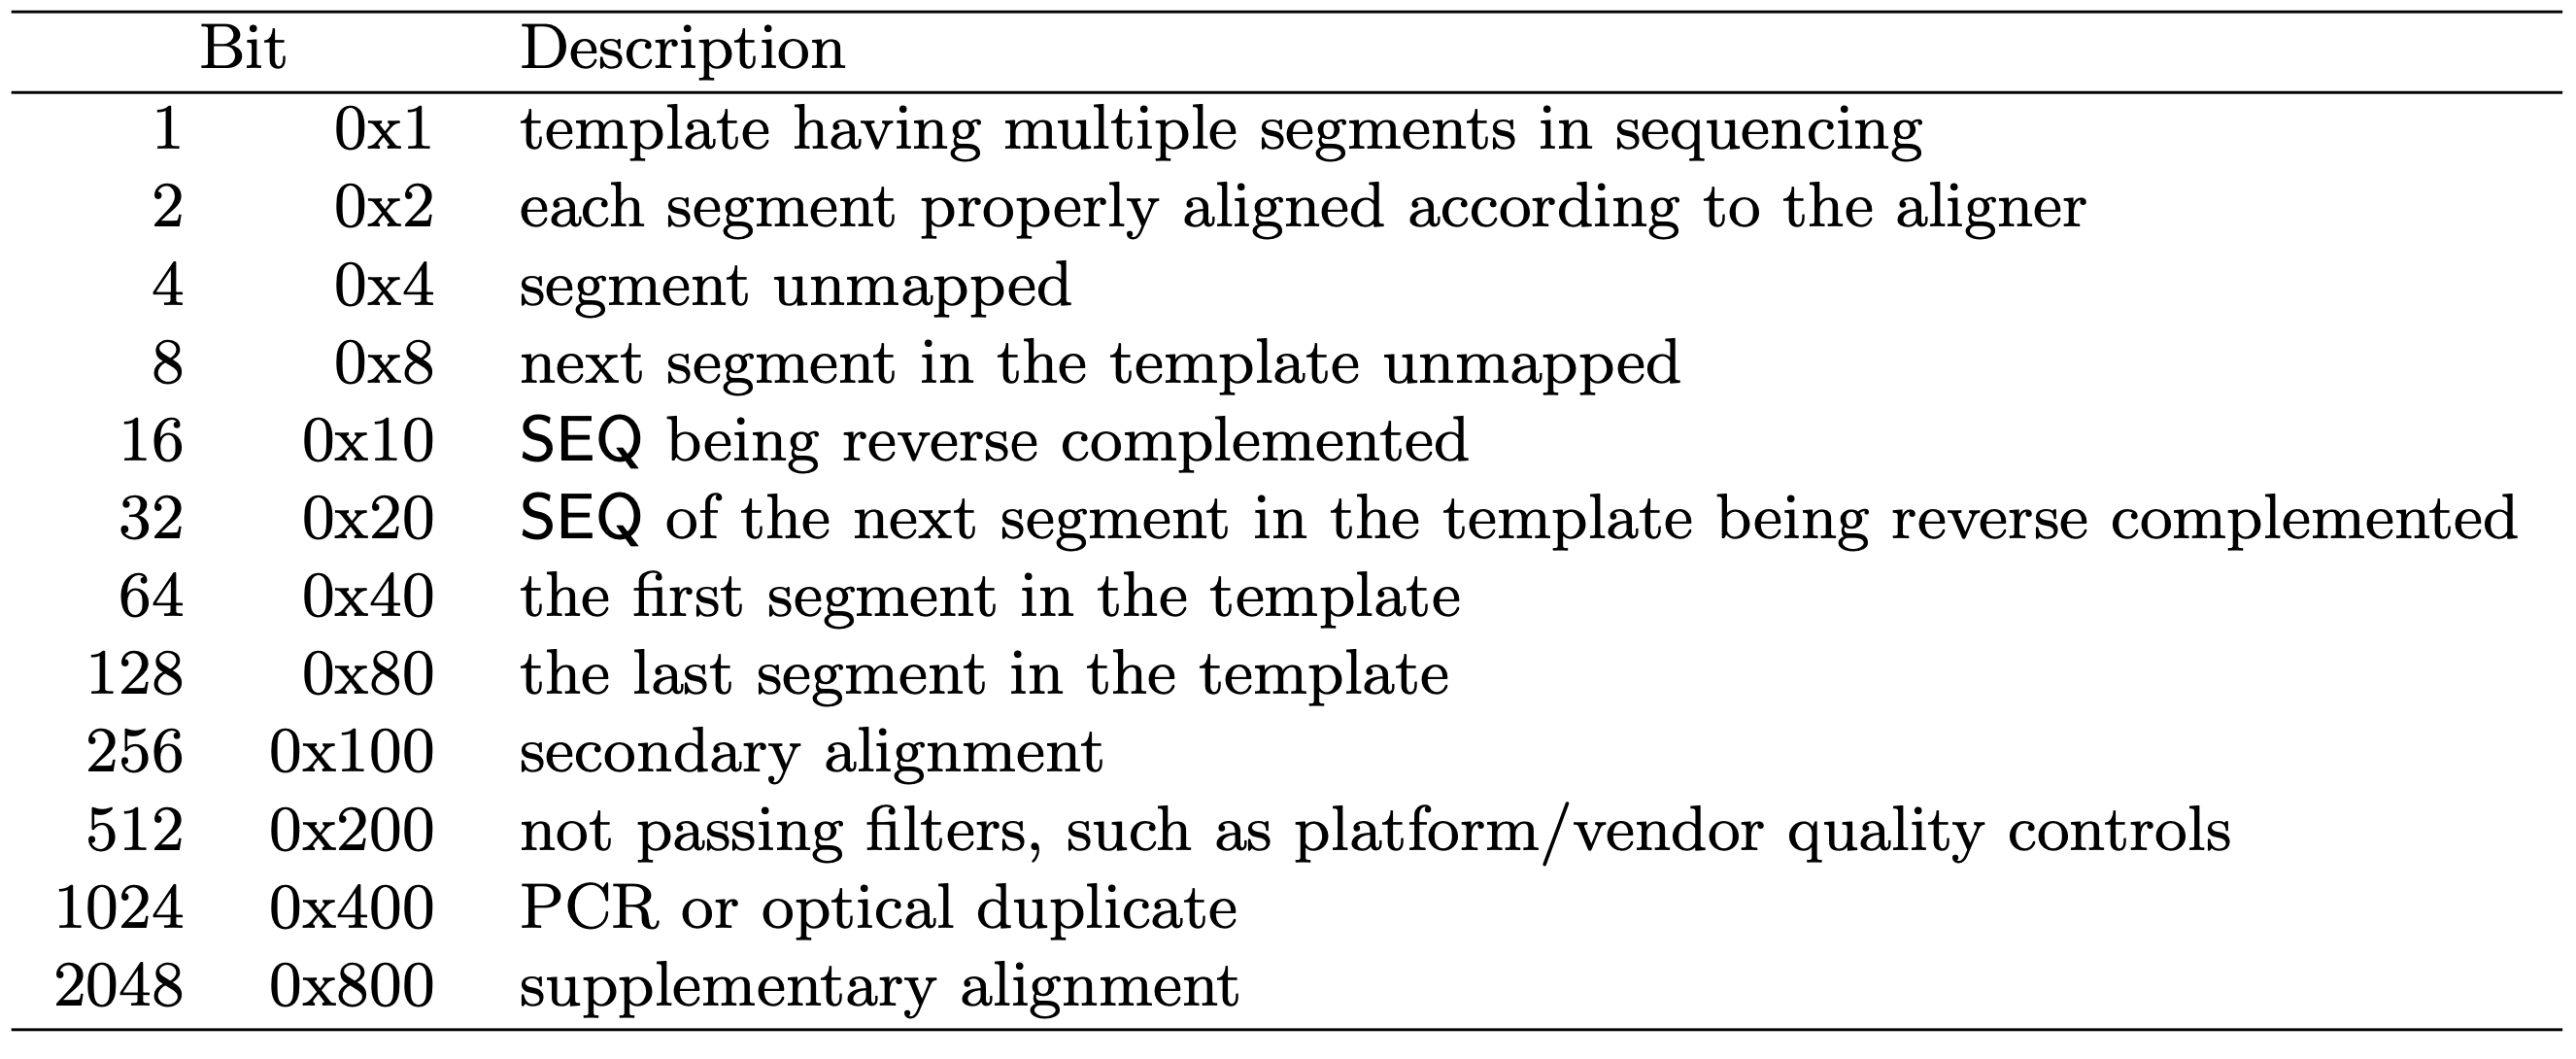 Bit Description
1 0x1 template having multiple segments in sequencing
2 0x2 each segment properly aligned according to the aligner
4 0x4 segment unmapped
8 0x8 next segment in the template unmapped
16 0x10 SEQ being reverse complemented
32 0x20 SEQ of the next segment in the template being reverse complemented
64 0x40 the first segment in the template
128 0x80 the last segment in the template
256 0x100 secondary alignment
512 0x200 not passing filters, such as platform/vendor quality controls
1024 0x400 PCR or optical duplicate
2048 0x800 supplementary alignment